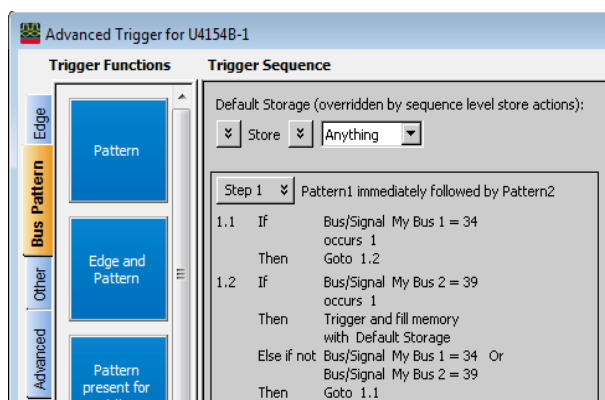 Advanced Trigger for U4154B-1
Trigger Functions
Trigger Sequence
Edge
Bus Pattern
Other
Advanced
Pattern
Edge and
Pattern
Pattern
present for
Default Storage (overridden by sequence level store actions):
Store Anything
Step 1 Pattern1 immediately followed by Pattern2
1.1 If Bus/Signal My Bus 1 = 34
occurs 1
Then Goto 1.2
1.2 If Bus/Signal My Bus 2 = 39
occurs 1
Then Trigger and fill memory
with Default Storage
Else if not Bus/Signal My Bus 1 = 34 Or
Bus/Signal My Bus 2 = 39
Then Goto 1.1